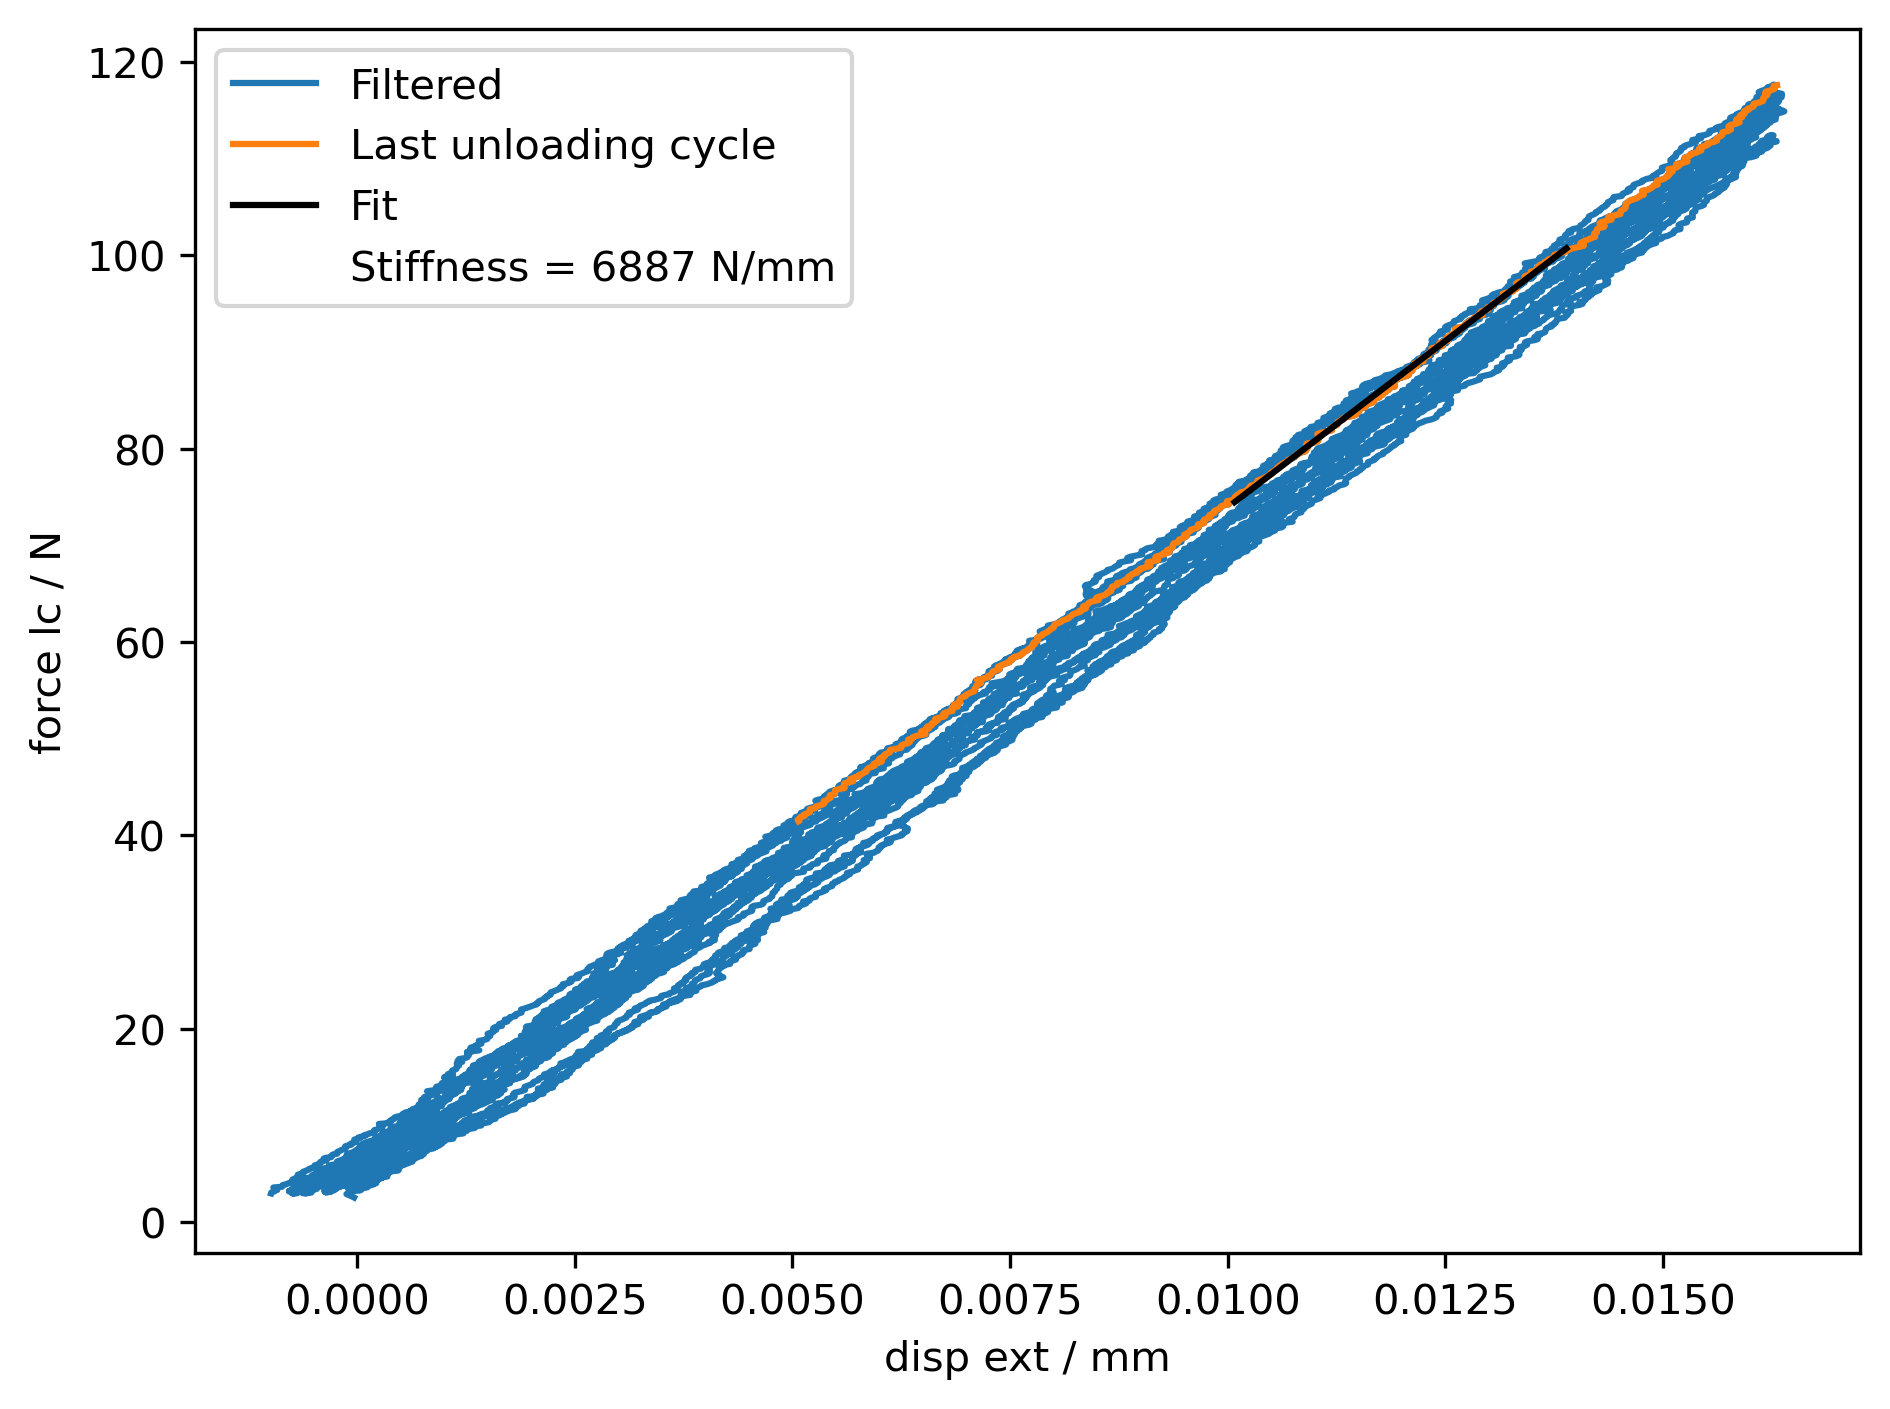 Filtered
Last unloading cycle
Fit
Stiffness = 6887 N/mm
120
100
80
60
40
20
0
force lc / N
0.0000 0.0025 0.0050 0.0075 0.0100 0.0125 0.0150
disp ext / mm